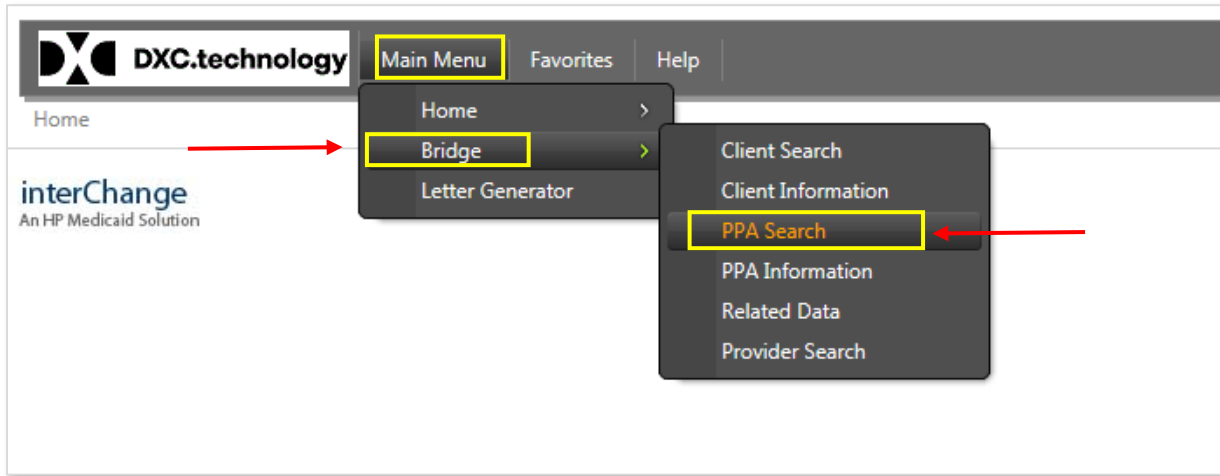 DXC.technology Main Menu Favorites Help
Home
Home
Bridge
Letter Generator
interChange
An HP Medicaid Solution
Client Search
Client Information
PPA Search
PPA Information
Related Data
Provider Search